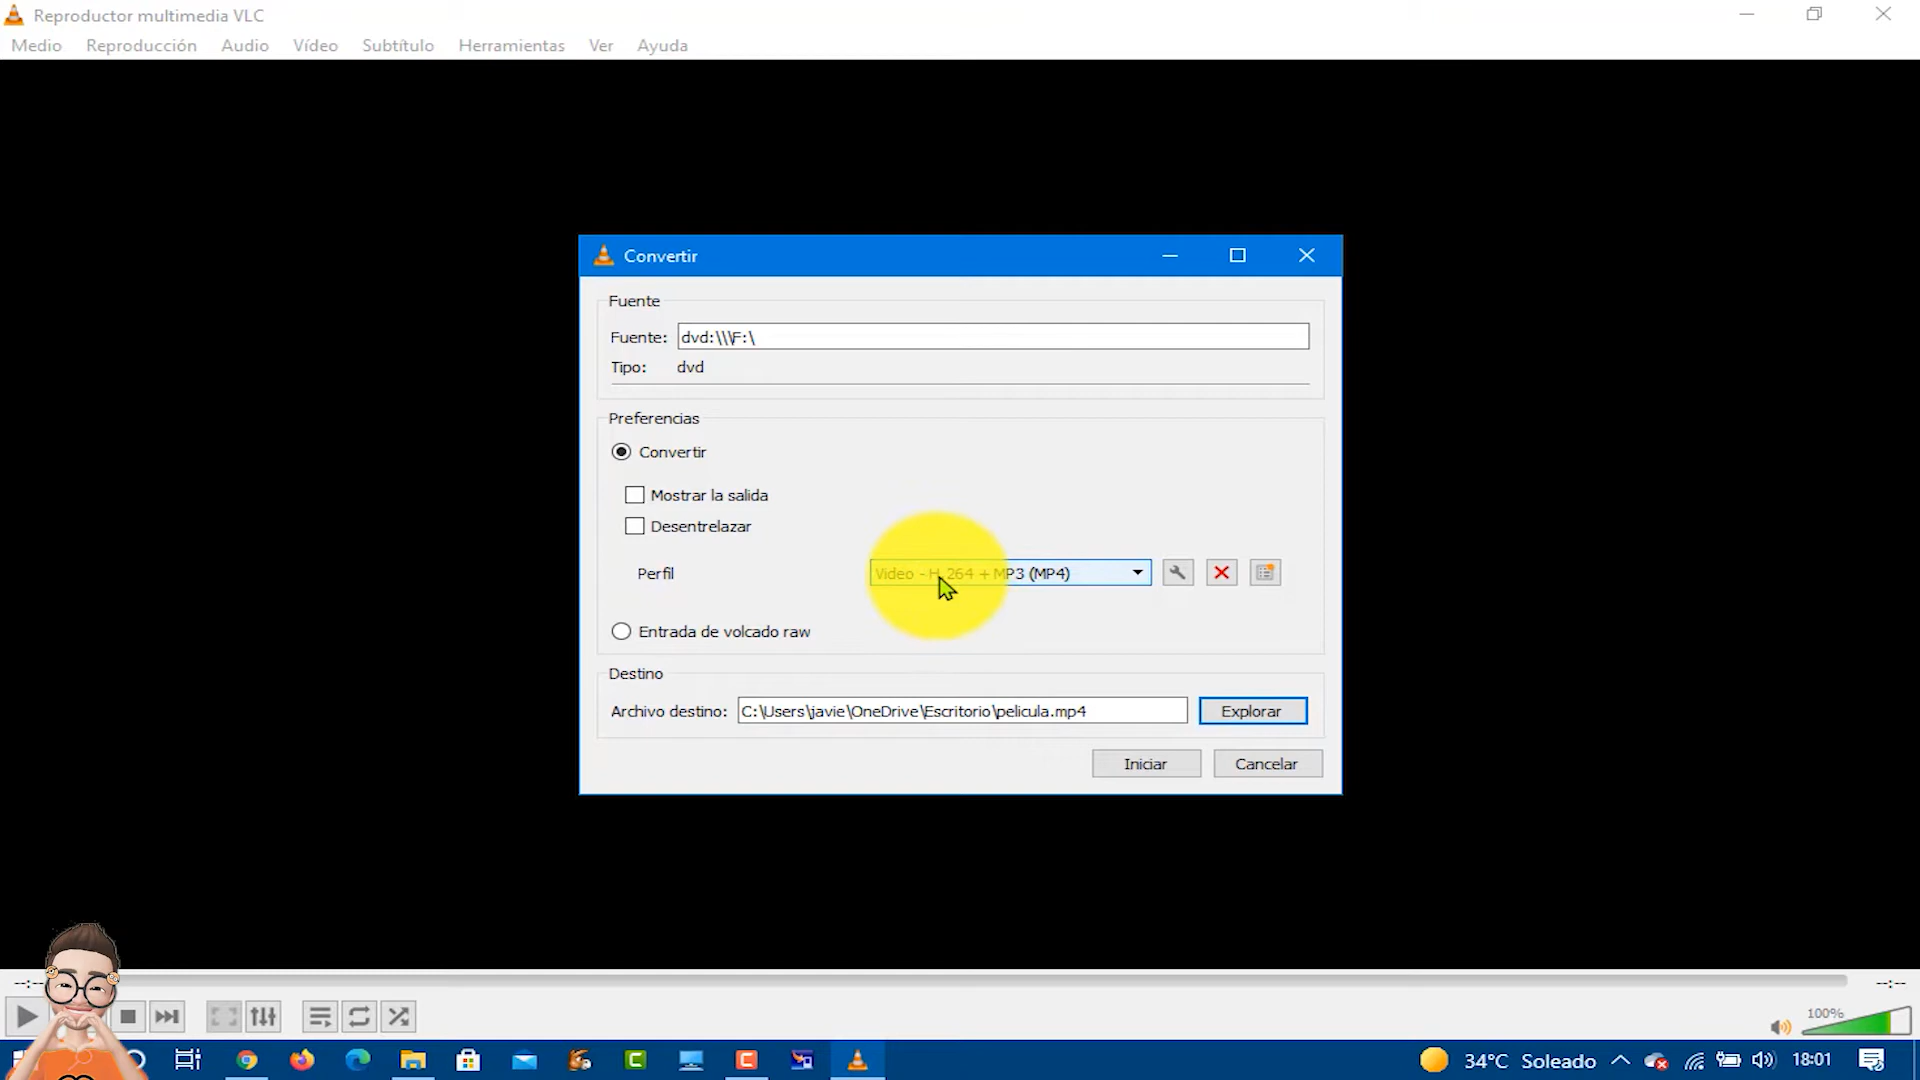 Reproductor multimedia VLC
Medio Reproducción Audio Vídeo Subtítulo Herramientas Ver Ayuda
Convertir
Fuente
Fuente: dvd:\\\F:\
Tipo: dvd
Preferencias
Convertir
Mostrar la salida
Desentrelazar
Perfil Video - H.264 + MP3 (MP4)
Entrada de volcado raw
Destino
Archivo destino: C:\Users\javie\OneDrive\Escritorio\pelicula.mp4 Explorar
Iniciar Cancelar
--:-- --:--
100%
34°C Soleado 18:01